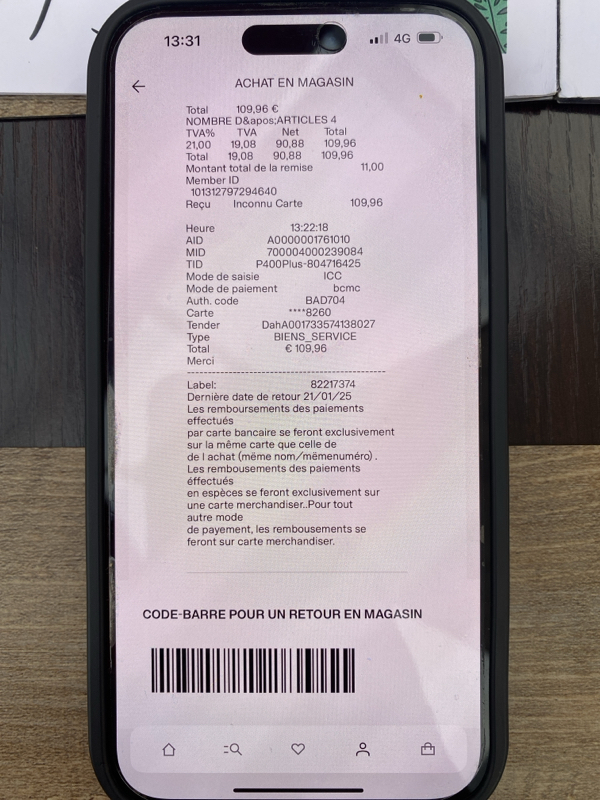 13:31
4G
ACHAT EN MAGASIN
Total 109,96 €
NOMBRE D&apos;ARTICLES 4
TVA% TVA Net Total
21,00 19,08 90,88 109,96
Total 19,08 90,88 109,96
Montant total de la remise 11,00
Member ID
101312797294640
Reçu Inconnu Carte 109,96
Heure 13:22:18
AID A0000001761010
MID 700004000239084
TID P400Plus-804716425
Mode de saisie ICC
Mode de paiement bcmc
Auth. code BAD704
Carte ****8260
Tender DahA001733574138027
Type BIENS_SERVICE
Total € 109,96
Merci
------------------------------------------------
Label: 82217374
Dernière date de retour 21/01/25
Les remboursements des paiements
effectués
par carte bancaire se feront exclusivement
sur la même carte que celle de
de l achat (mëme nom/mëmenuméro) .
Les rembousements des paiements
éffectués
en espèces se feront exclusivement sur
une carte merchandiser..Pour tout
autre mode
de payement, les rembousements se
feront sur carte merchandiser.
CODE-BARRE POUR UN RETOUR EN MAGASIN